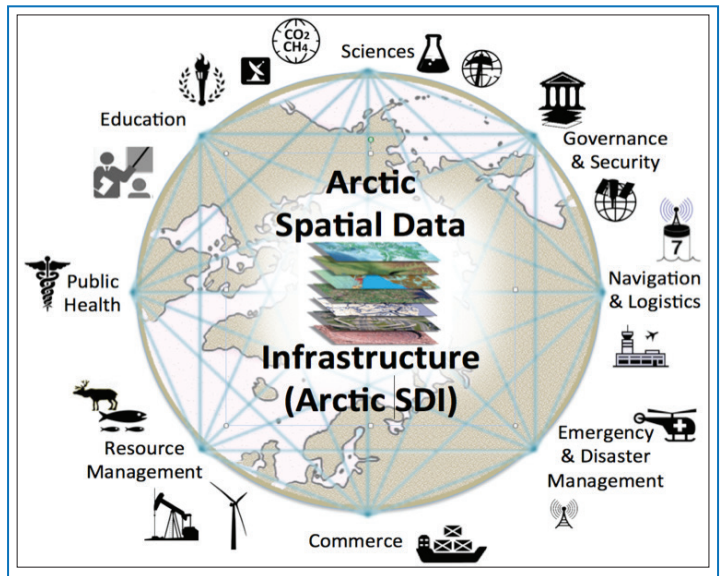 CO2
CH4
Sciences
Education
Governance
& Security
Arctic
Spatial Data
7
Public
Health
Navigation
& Logistics
Infrastructure
(Arctic SDI)
Resource
Management
Emergency
& Disaster
Management
Commerce